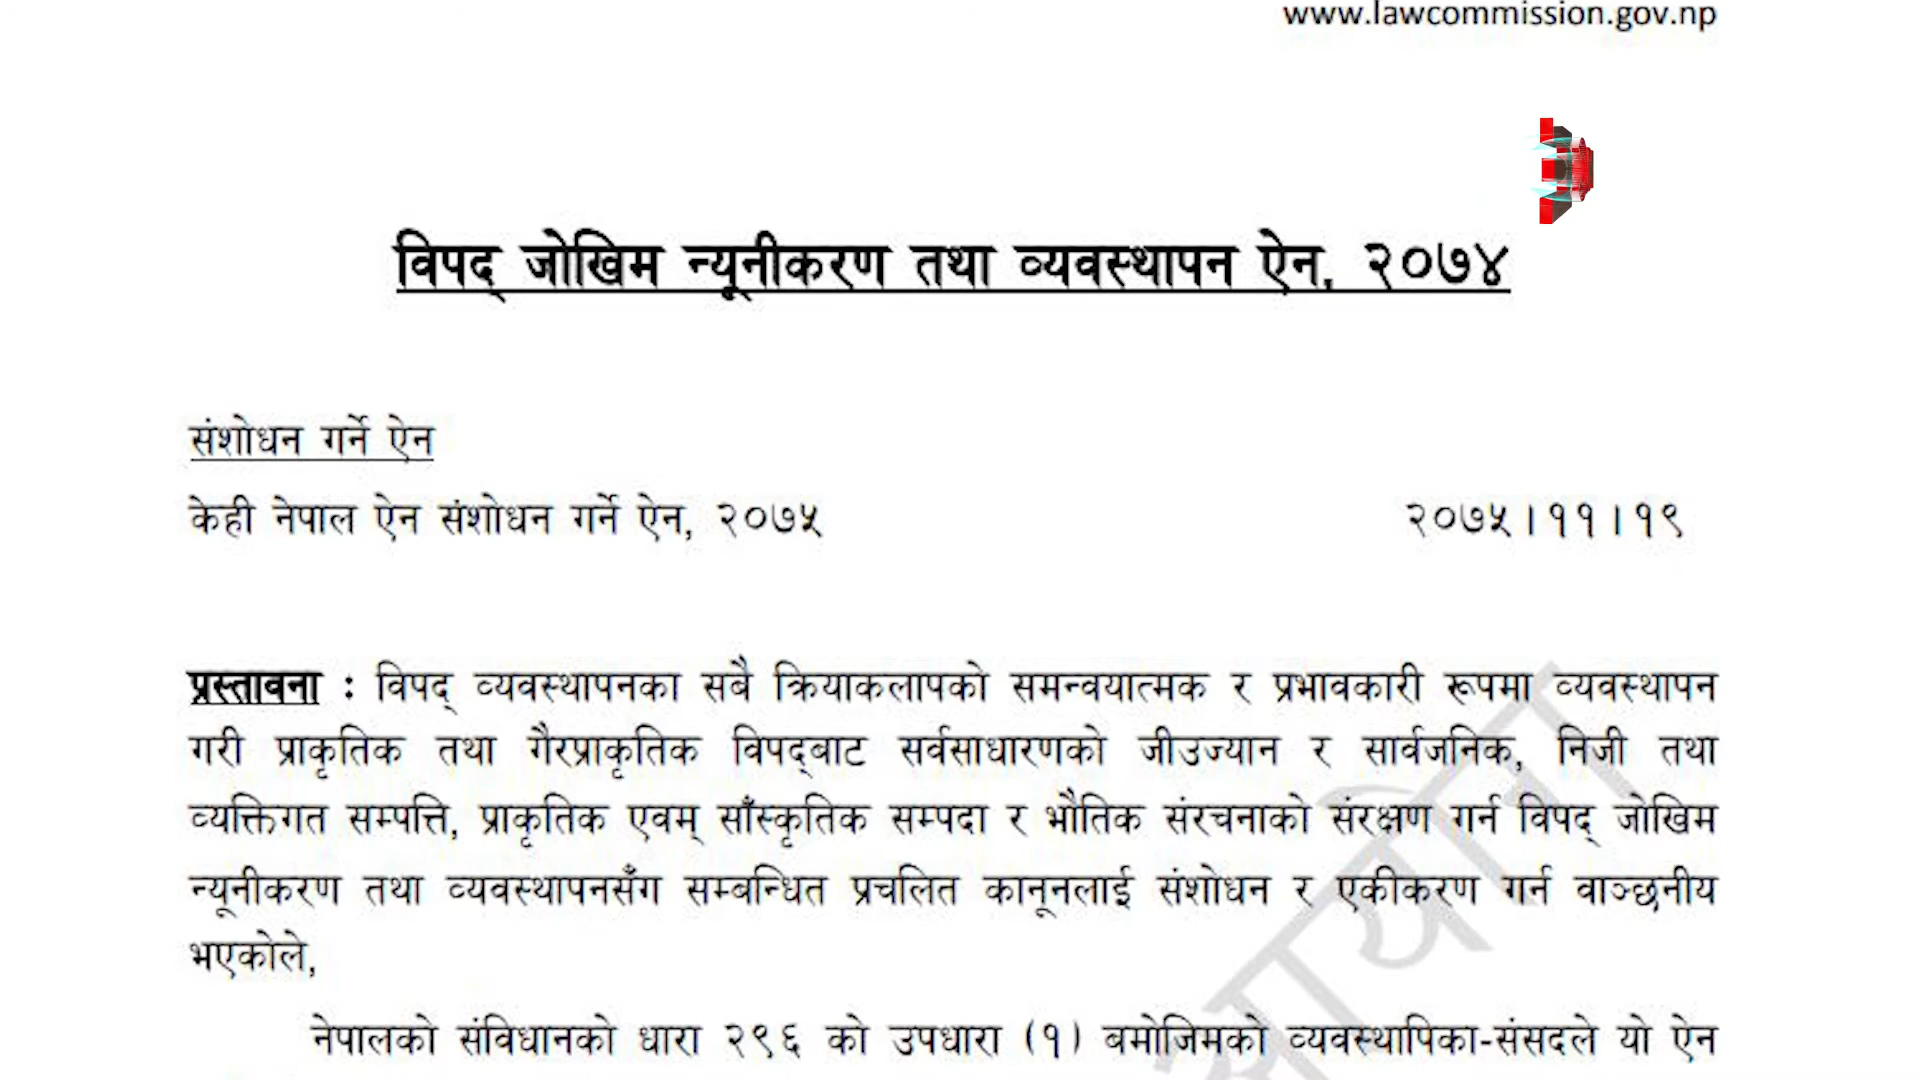 www.lawcommission.gov.np
विपद् जोखिम न्यूनीकरण तथा व्यवस्थापन ऐन, २०७४
संशोधन गर्ने ऐन
केही नेपाल ऐन संशोधन गर्ने ऐन, २०७५ २०७५।११।१९
प्रस्तावना : विपद् व्यवस्थापनका सबै क्रियाकलापको समन्वयात्मक र प्रभावकारी रूपमा व्यवस्थापन
गरी प्राकृतिक तथा गैरप्राकृतिक विपद्बाट सर्वसाधारणको जीउज्यान र सार्वजनिक, निजी तथा
व्यक्तिगत सम्पत्ति, प्राकृतिक एवम् साँस्कृतिक सम्पदा र भौतिक संरचनाको संरक्षण गर्न विपद् जोखिम
न्यूनीकरण तथा व्यवस्थापनसँग सम्बन्धित प्रचलित कानूनलाई संशोधन र एकीकरण गर्न वाञ्छनीय
भएकोले,
नेपालको संविधानको धारा २९६ को उपधारा (१) बमोजिमको व्यवस्थापिका-संसदले यो ऐन
आयोग